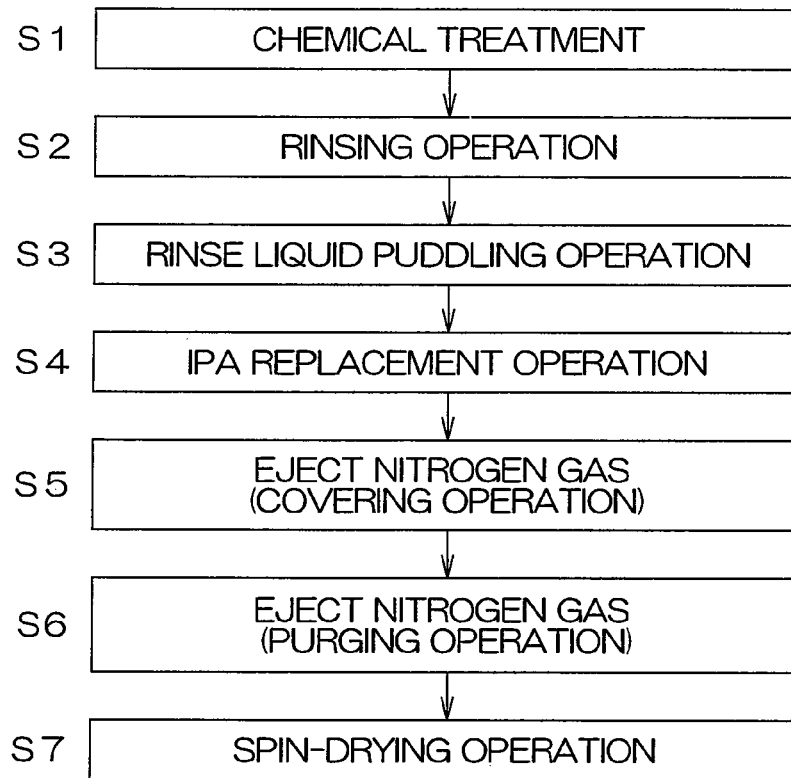 S1 CHEMICAL TREATMENT
S2 RINSING OPERATION
S3 RINSE LIQUID PUDDLING OPERATION
S4 IPA REPLACEMENT OPERATION
S5 EJECT NITROGEN GAS
(COVERING OPERATION)
S6 EJECT NITROGEN GAS
(PURGING OPERATION)
S7 SPIN-DRYING OPERATION